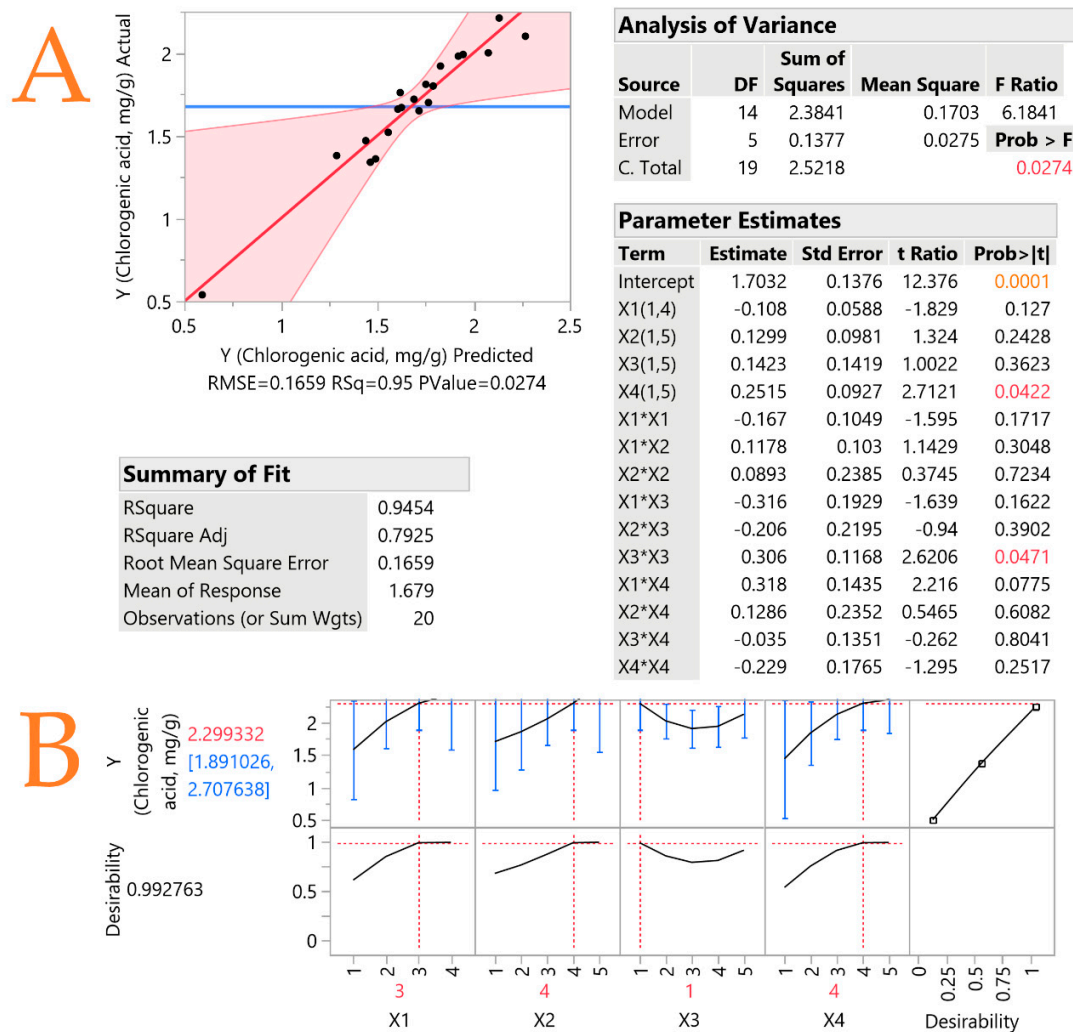 A
Y (Chlorogenic acid, mg/g) Actual
2
1.5
1
0.5
0.5 1 1.5 2 2.5
Y (Chlorogenic acid, mg/g) Predicted
RMSE=0.1659 RSq=0.95 PValue=0.0274
Analysis of Variance
Source DF Sum of Squares Mean Square F Ratio
Model 14 2.3841 0.1703 6.1841
Error 5 0.1377 0.0275 Prob > F
C. Total 19 2.5218 0.0274
Summary of Fit
RSquare 0.9454
RSquare Adj 0.7925
Root Mean Square Error 0.1659
Mean of Response 1.679
Observations (or Sum Wgts) 20
Parameter Estimates
Term Estimate Std Error t Ratio Prob>|t|
Intercept 1.7032 0.1376 12.376 0.0001
X1(1,4) -0.108 0.0588 -1.829 0.127
X2(1,5) 0.1299 0.0981 1.324 0.2428
X3(1,5) 0.1423 0.1419 1.0022 0.3623
X4(1,5) 0.2515 0.0927 2.7121 0.0422
X1*X1 -0.167 0.1049 -1.595 0.1717
X1*X2 0.1178 0.103 1.1429 0.3048
X2*X2 0.0893 0.2385 0.3745 0.7234
X1*X3 -0.316 0.1929 -1.639 0.1622
X2*X3 -0.206 0.2195 -0.94 0.3902
X3*X3 0.306 0.1168 2.6206 0.0471
X1*X4 0.318 0.1435 2.216 0.0775
X2*X4 0.1286 0.2352 0.5465 0.6082
X3*X4 -0.035 0.1351 -0.262 0.8041
X4*X4 -0.229 0.1765 -1.295 0.2517
B
Y
(Chlorogenic
acid, mg/g)
2.299332
[1.891026,
2.707638]
2
1.5
1
0.5
Desirability
0.992763
1
0.5
0
1 2 3 4 1 2 3 4 5 1 2 3 4 5 1 2 3 4 5 0 0.25 0.5 0.75 1
3 4 1 4
X1 X2 X3 X4 Desirability